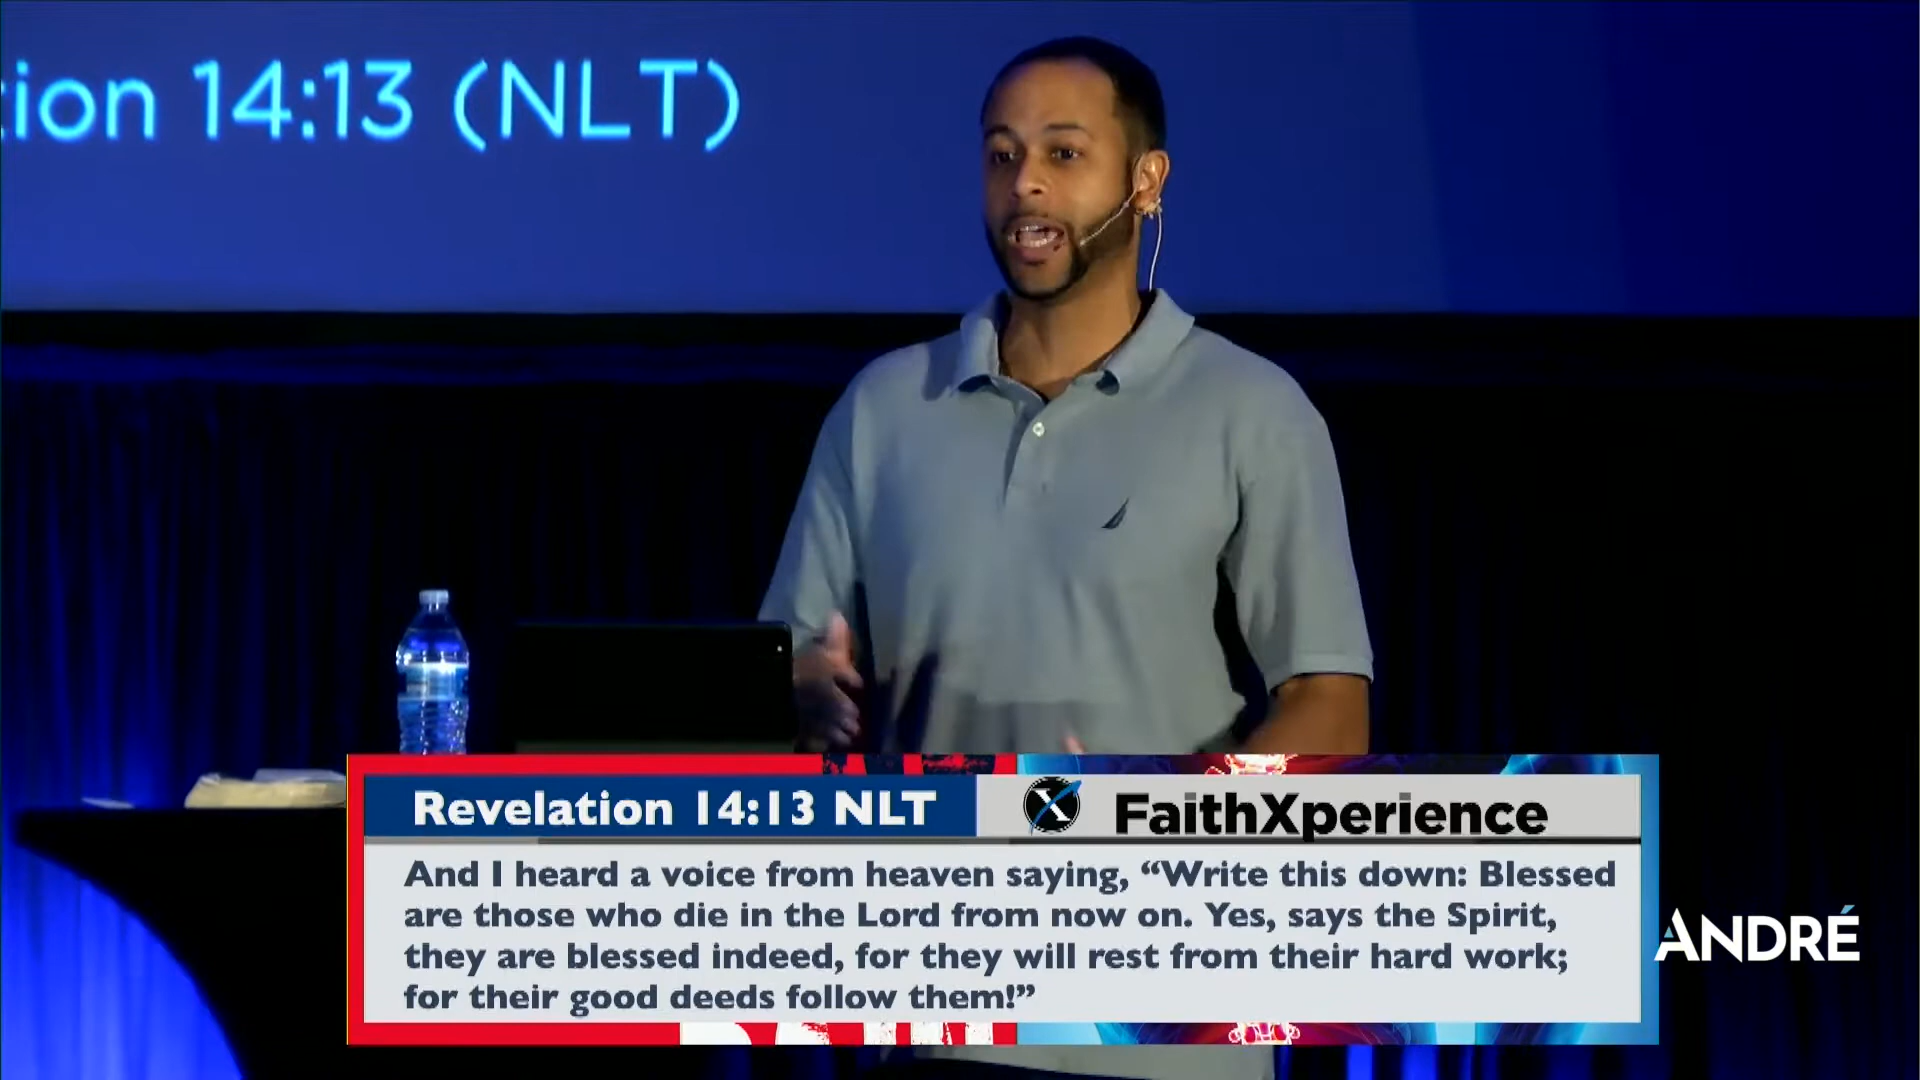 tion 14:13 (NLT)
Revelation 14:13 NLT
X FaithXperience
And I heard a voice from heaven saying, “Write this down: Blessed
are those who die in the Lord from now on. Yes, says the Spirit,
they are blessed indeed, for they will rest from their hard work;
for their good deeds follow them!”
ANDRÉ